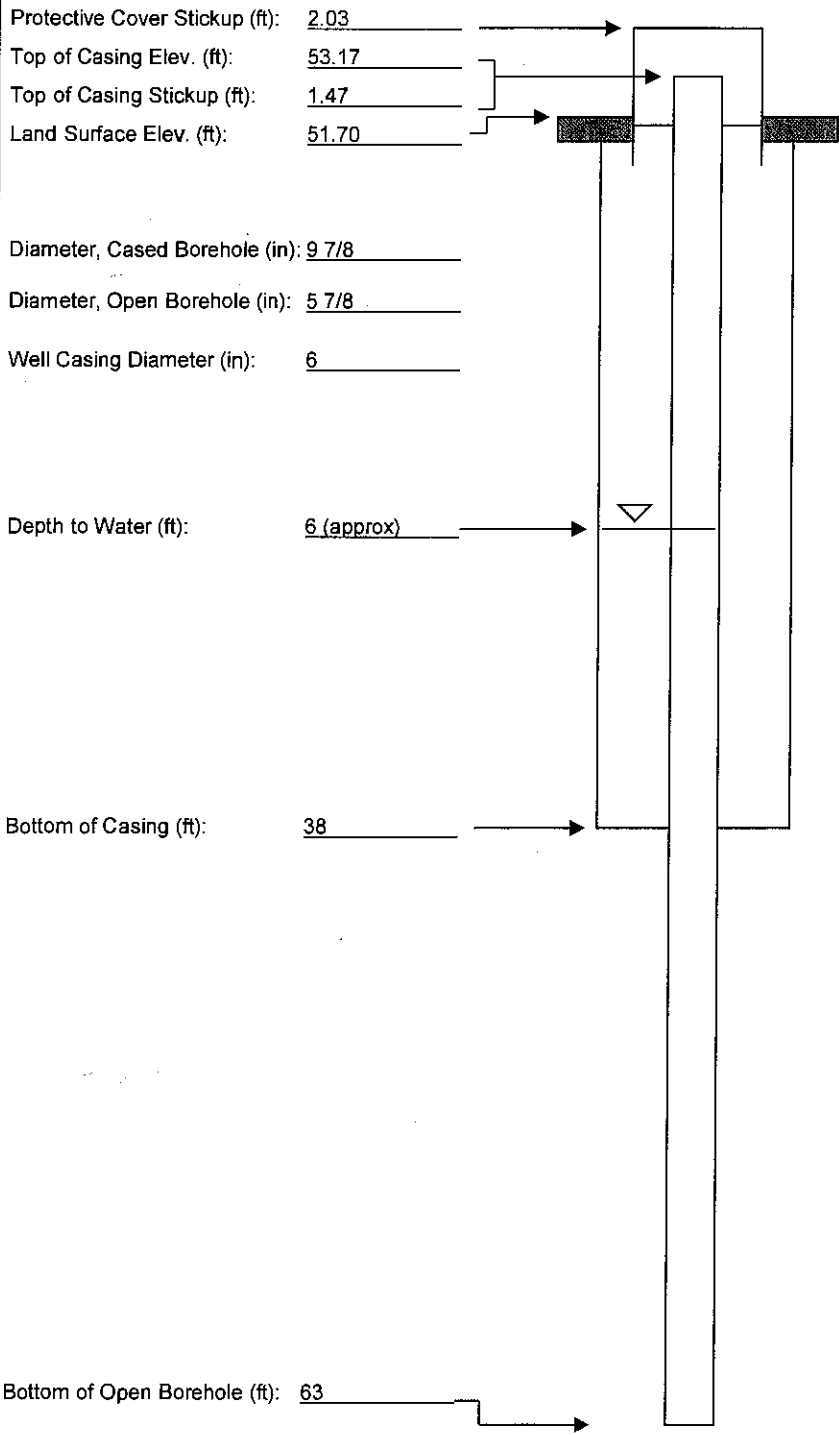 Protective Cover Stickup (ft): 2.03
Top of Casing Elev. (ft): 53.17
Top of Casing Stickup (ft): 1.47
Land Surface Elev. (ft): 51.70
Diameter, Cased Borehole (in): 9 7/8
Diameter, Open Borehole (in): 5 7/8
Well Casing Diameter (in): 6
Depth to Water (ft): 6 (approx)
Bottom of Casing (ft): 38
Bottom of Open Borehole (ft): 63